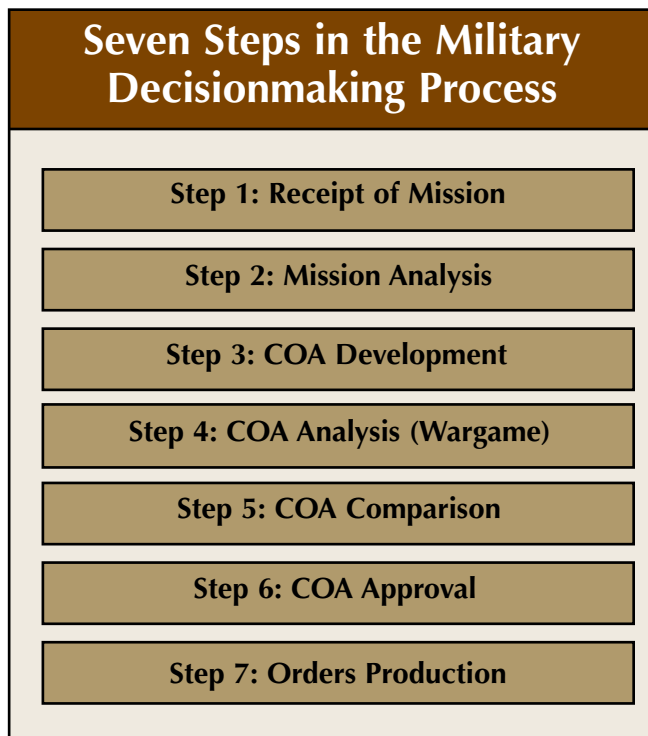 Seven Steps in the Military
Decisionmaking Process
Step 1: Receipt of Mission
Step 2: Mission Analysis
Step 3: COA Development
Step 4: COA Analysis (Wargame)
Step 5: COA Comparison
Step 6: COA Approval
Step 7: Orders Production